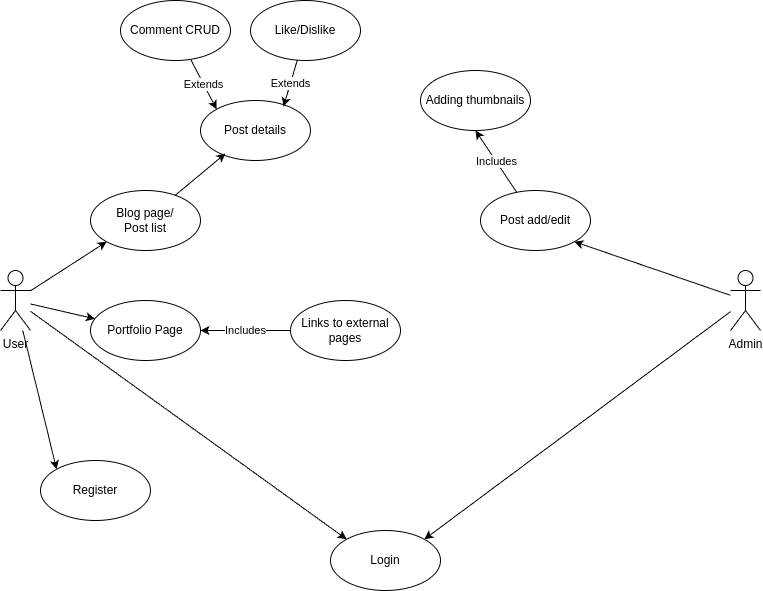 Comment CRUD
Like/Dislike
Extends
Extends
Adding thumbnails
Post details
Includes
Blog page/
Post list
Post add/edit
User
Portfolio Page
Includes
Links to external
pages
Admin
Register
Login